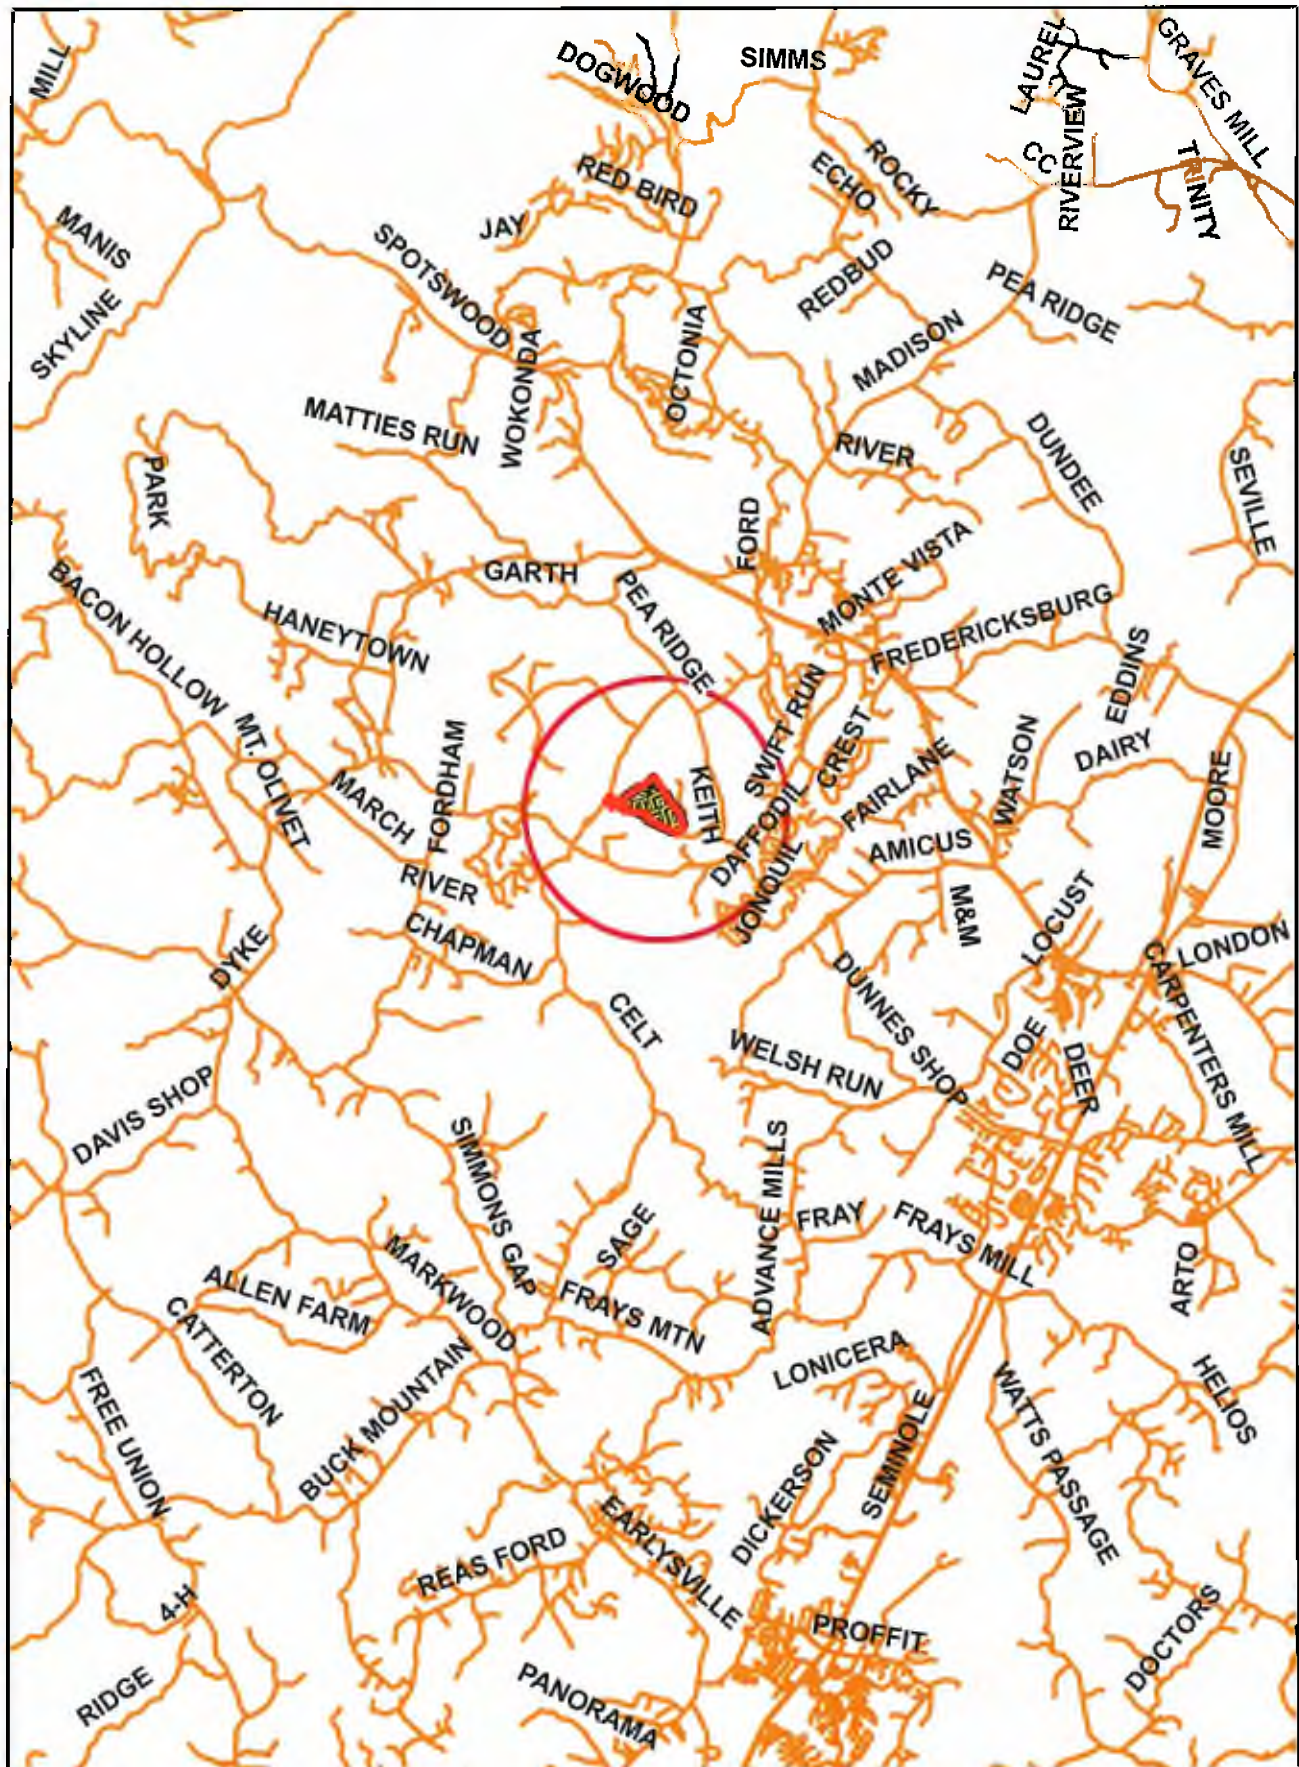 MILL
DOGWOOD
SIMMS
LAUREL
GRAVES MILL
RED BIRD
ECHO
ROCKY
CC
RIVERVIEW
TRINITY
MANIS
JAY
SPOTSWOOD
REDBUD
PEA RIDGE
SKYLINE
WOKONDA
OCTONIA
MADISON
MATTIES RUN
RIVER
DUNDEE
SEVILLE
PARK
FORD
MONTE VISTA
BACON HOLLOW
HANEYTOWN
GARTH
PEA RIDGE
FREDERICKSBURG
EDDINS
MT. OLIVET
MARCH
FORDHAM
KEITH
SWIFT RUN
CREST
FAIRLANE
WATSON
DAIRY
MOORE
DAFFODIL
JONQUIL
AMICUS
RIVER
M&M
LOCUST
CHAPMAN
DYKE
LONDON
CARPENTERS MILL
CELT
DUNNES SHOP
WELSH RUN
DOE
DEER
DAVIS SHOP
SIMMONS GAP
ADVANCE MILLS
SAGE
FRAY
FRAYS MILL
ARTO
MARKWOOD
ALLEN FARM
FRAYS MTN
CATTERTON
LONICERA
HELIOS
FREE UNION
BUCK MOUNTAIN
SEMINOLE
WATTS PASSAGE
DICKERSON
EARLYSVILLE
REAS FORD
4-H
PROFFIT
DOCTORS
RIDGE
PANORAMA